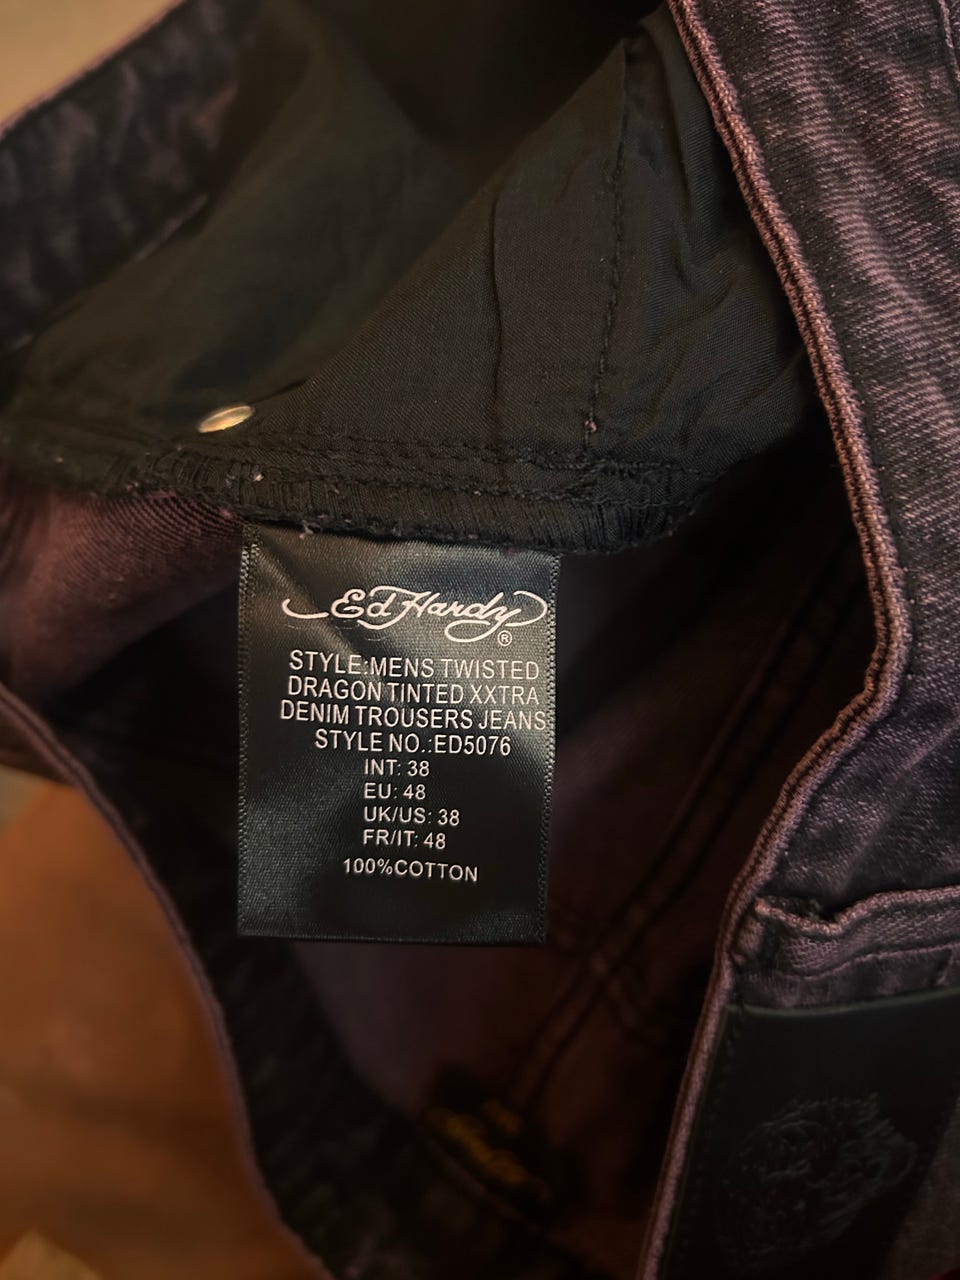 Ed Hardy
®
STYLE:MENS TWISTED
DRAGON TINTED XXTRA
DENIM TROUSERS JEANS
STYLE NO.:ED5076
INT: 38
EU: 48
UK/US: 38
FR/IT: 48
100%COTTON